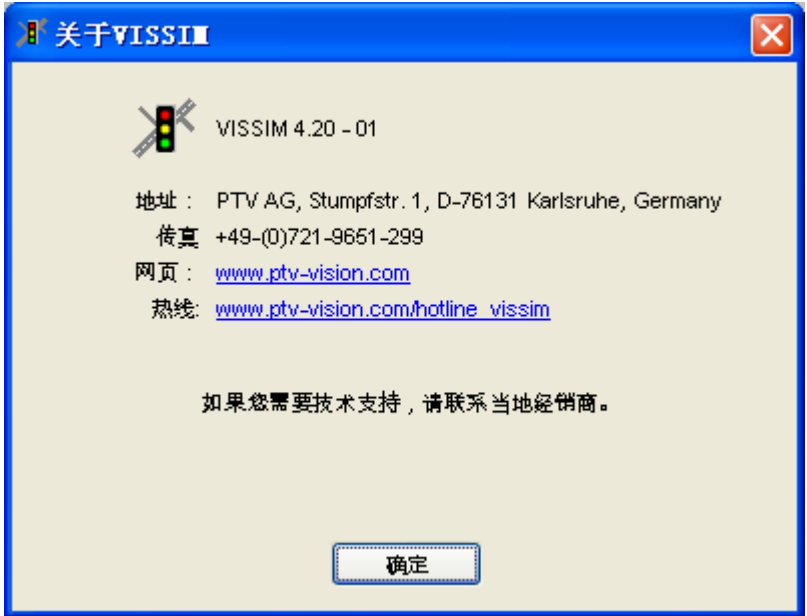 关于VISSIM
VISSIM 4.20 - 01
地址： PTV AG, Stumpfstr. 1, D-76131 Karlsruhe, Germany
传真 +49-(0)721-9651-299
网页： www.ptv-vision.com
热线: www.ptv-vision.com/hotline_vissim
如果您需要技术支持，请联系当地经销商。
确定